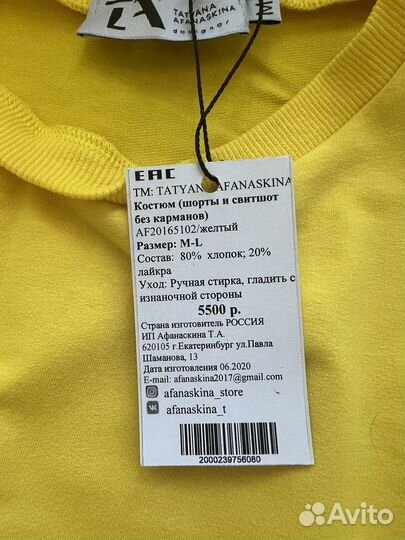 TATYANA
AFANASKINA
designer
EAC
TM: TATYANA AFANASKINA
Костюм (шорты и свитшот
без карманов)
AF20165102/желтый
Размер: M-L
Состав: 80% хлопок; 20%
лайкра
Уход: Ручная стирка, гладить с
изнаночной стороны
5500 р.
Страна изготовитель РОССИЯ
ИП Афанаскина Т.А.
620105 г.Екатеринбург ул.Павла
Шаманова, 13
Дата изготовления 06.2020
E-mail: afanaskina2017@gmail.com
afanaskina_store
afanaskina_t
2000239756080
Avito